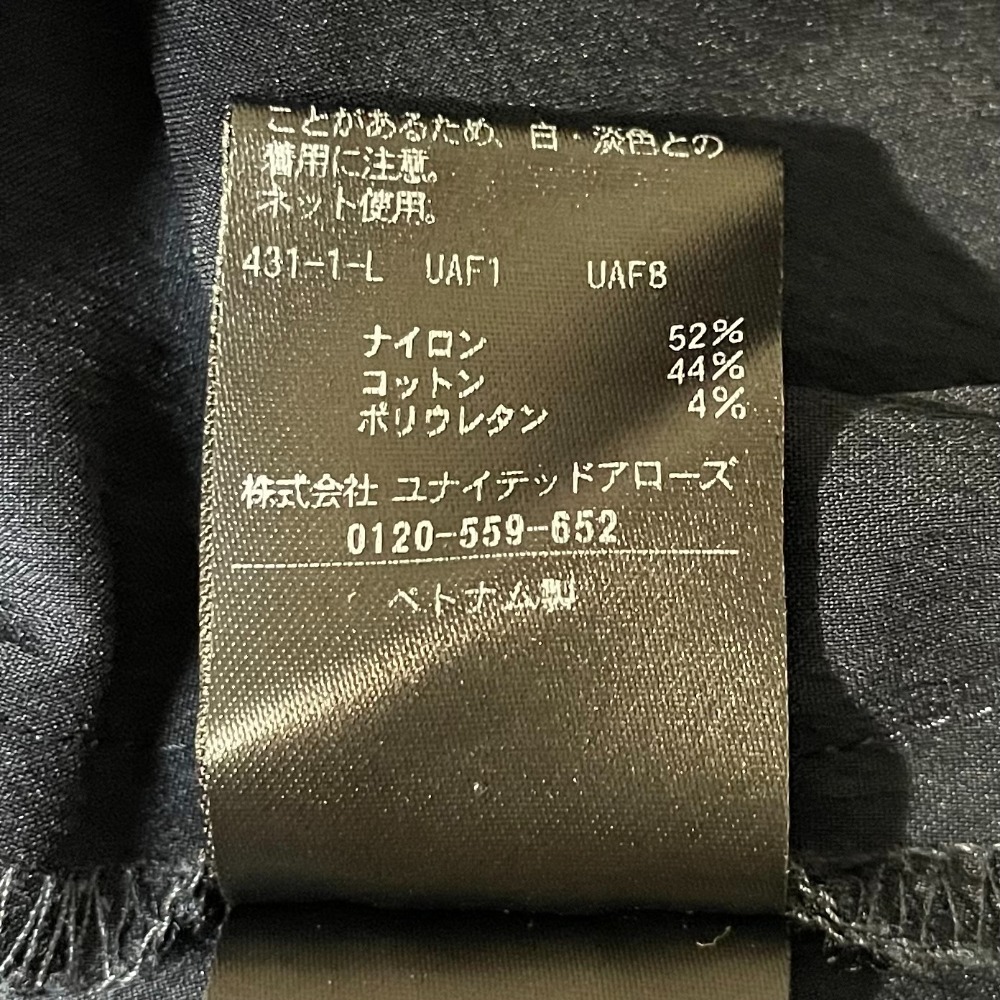 ことがあるため、白・淡色との
着用に注意。
ネット使用。
431-1-L UAF1 UAF8
ナイロン 52%
コットン 44%
ポリウレタン 4%
株式会社 ユナイテッドアローズ
0120-559-652
ベトナム製